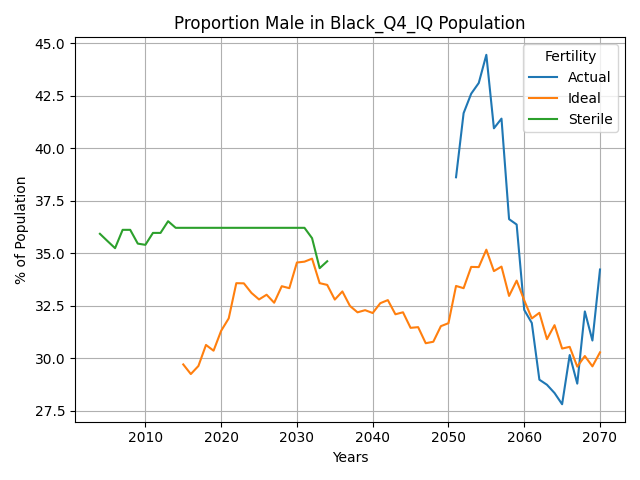 Proportion Male in Black_Q4_IQ Population
45.0
42.5
40.0
37.5
35.0
32.5
30.0
27.5
% of Population
Fertility
Actual
Ideal
Sterile
2010
2020
2030
2040
2050
2060
2070
Years